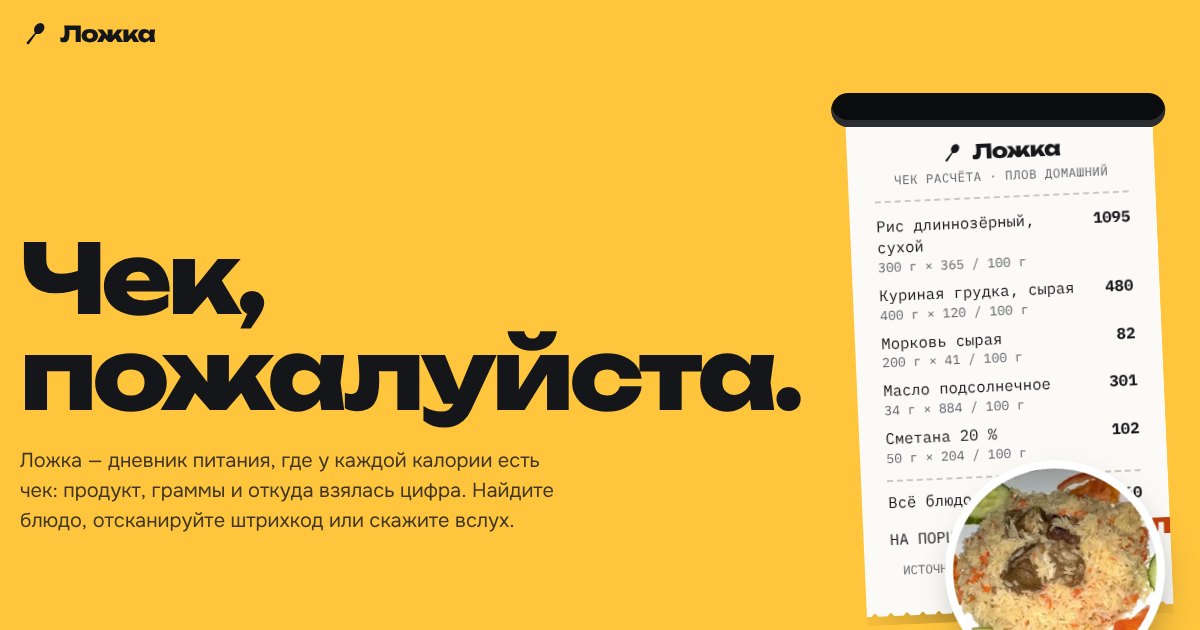 Ложка
Чек,
пожалуйста.
Ложка — дневник питания, где у каждой калории есть
чек: продукт, граммы и откуда взялась цифра. Найдите
блюдо, отсканируйте штрихкод или скажите вслух.
Ложка
ЧЕК РАСЧЁТА · ПЛОВ ДОМАШНИЙ
Рис длиннозёрный, 1095
сухой
300 г × 365 / 100 г
Куриная грудка, сырая 480
400 г × 120 / 100 г
Морковь сырая 82
200 г × 41 / 100 г
Масло подсолнечное 301
34 г × 884 / 100 г
Сметана 20 % 102
50 г × 204 / 100 г
Всё блюдо
НА